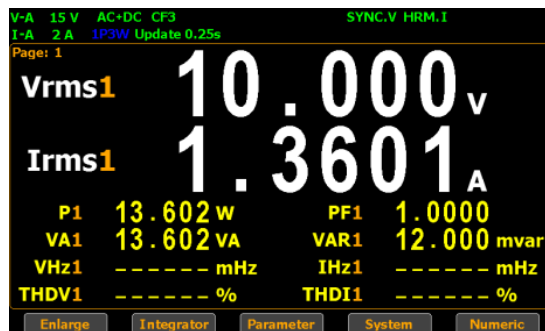 V-A 15 V AC+DC CF3 SYNC.V HRM.I
I-A 2 A 1P3W Update 0.25s
Page: 1
Vrms1 10.000 V
Irms1 1.3601 A
P1 13.602 W PF1 1.0000
VA1 13.602 VA VAR1 12.000 mvar
VHz1 ------ mHz IHz1 ------ mHz
THDV1 ------ % THDI1 ------ %
Enlarge Integrator Parameter System Numeric